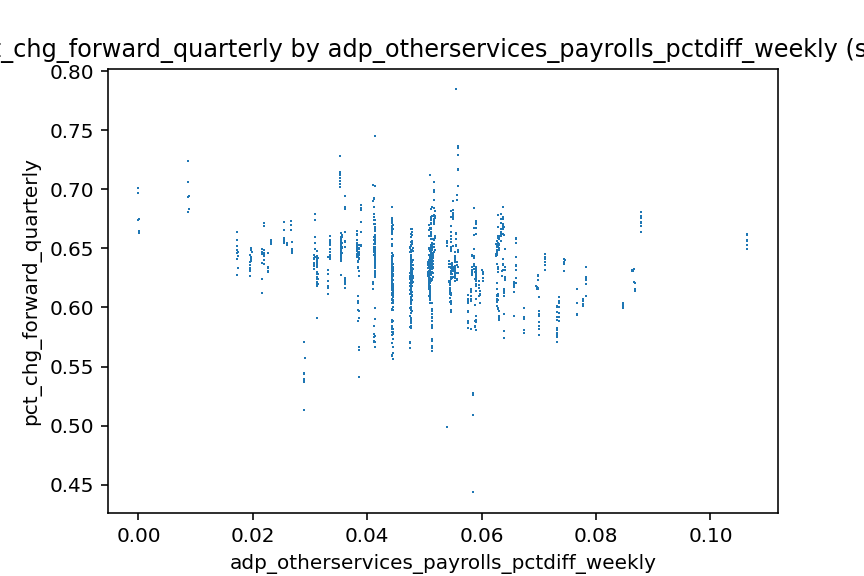 _chg_forward_quarterly by adp_otherservices_payrolls_pctdiff_weekly (s
pct_chg_forward_quarterly
0.80
0.75
0.70
0.65
0.60
0.55
0.50
0.45
0.00 0.02 0.04 0.06 0.08 0.10
adp_otherservices_payrolls_pctdiff_weekly